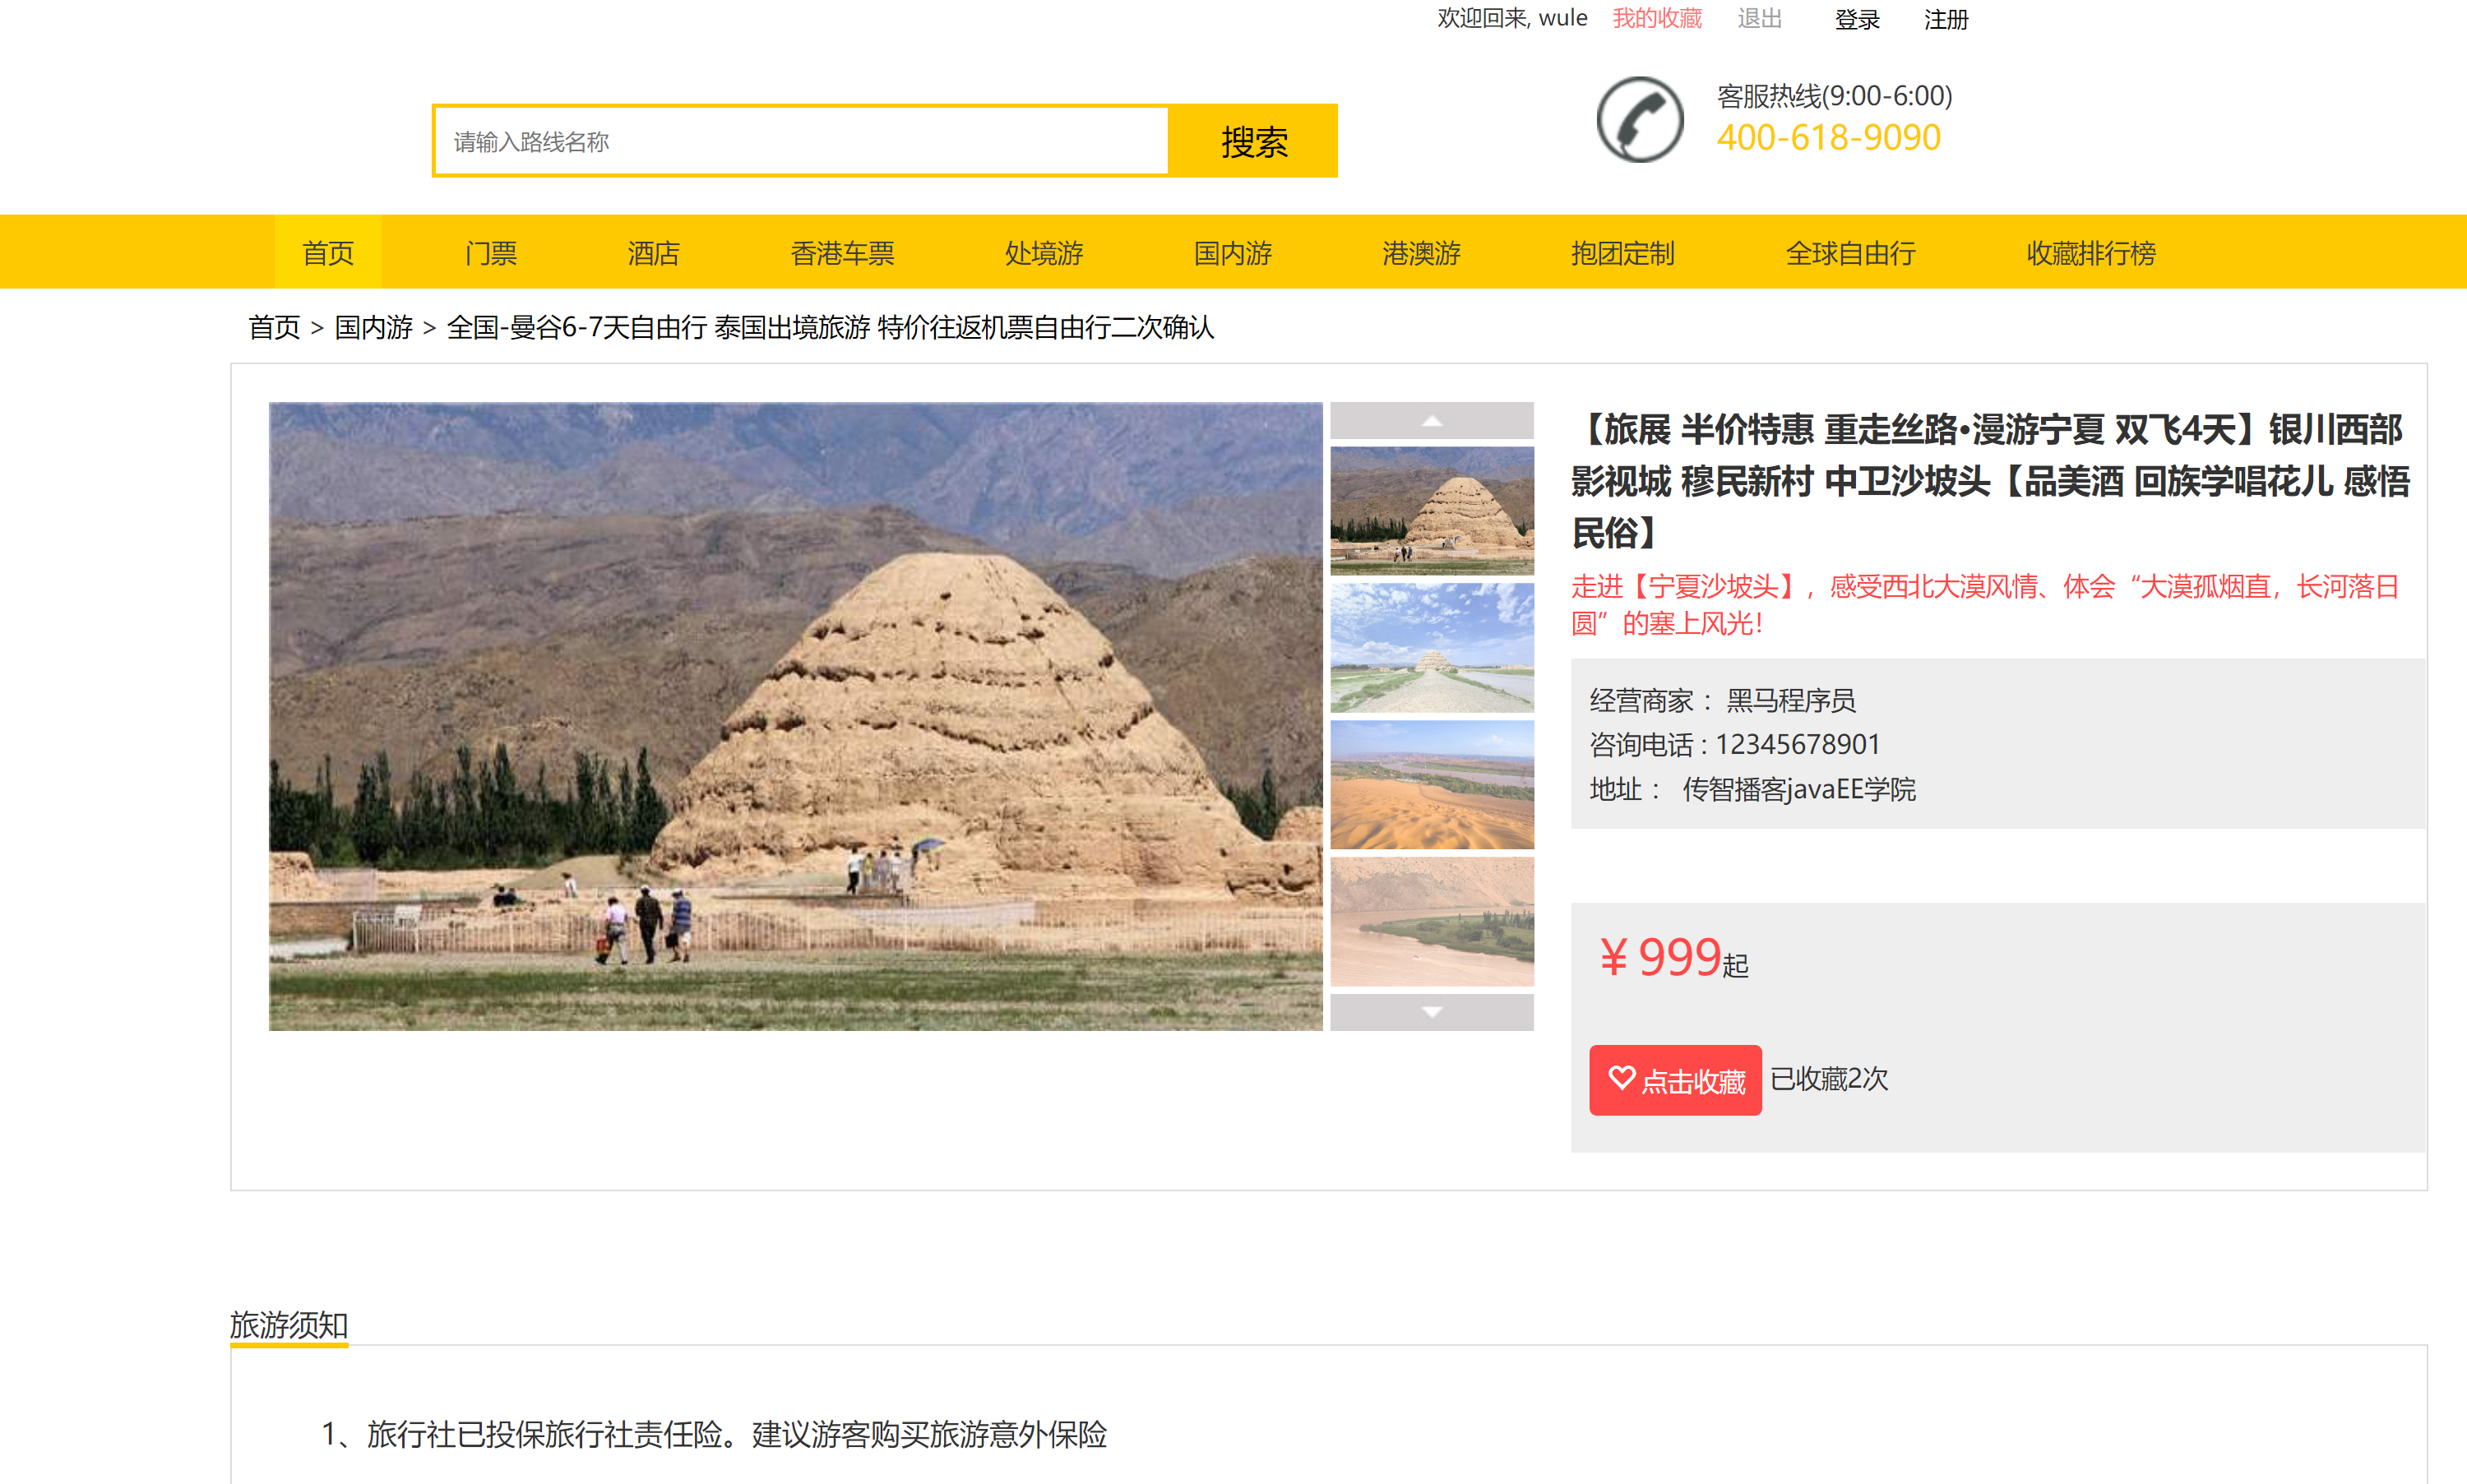 欢迎回来, wule 我的收藏 退出 登录 注册
客服热线(9:00-6:00)
请输入路线名称 搜索
400-618-9090
首页 门票 酒店 香港车票 处境游 国内游 港澳游 抱团定制 全球自由行 收藏排行榜
首页 > 国内游 > 全国-曼谷6-7天自由行 泰国出境旅游 特价往返机票自由行二次确认
【旅展 半价特惠 重走丝路•漫游宁夏 双飞4天】银川西部
影视城 穆民新村 中卫沙坡头【品美酒 回族学唱花儿 感悟
民俗】
走进【宁夏沙坡头】，感受西北大漠风情、体会“大漠孤烟直，长河落日
圆”的塞上风光！
经营商家 ：黑马程序员
咨询电话 : 12345678901
地址 ： 传智播客javaEE学院
￥999起
点击收藏 已收藏2次
旅游须知
1、旅行社已投保旅行社责任险。建议游客购买旅游意外保险